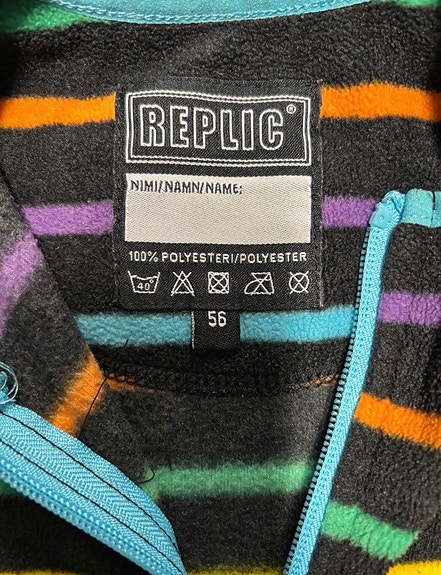 REPLIC®
NIMI/NAMN/NAME:
100% POLYESTERI/POLYESTER
40
56